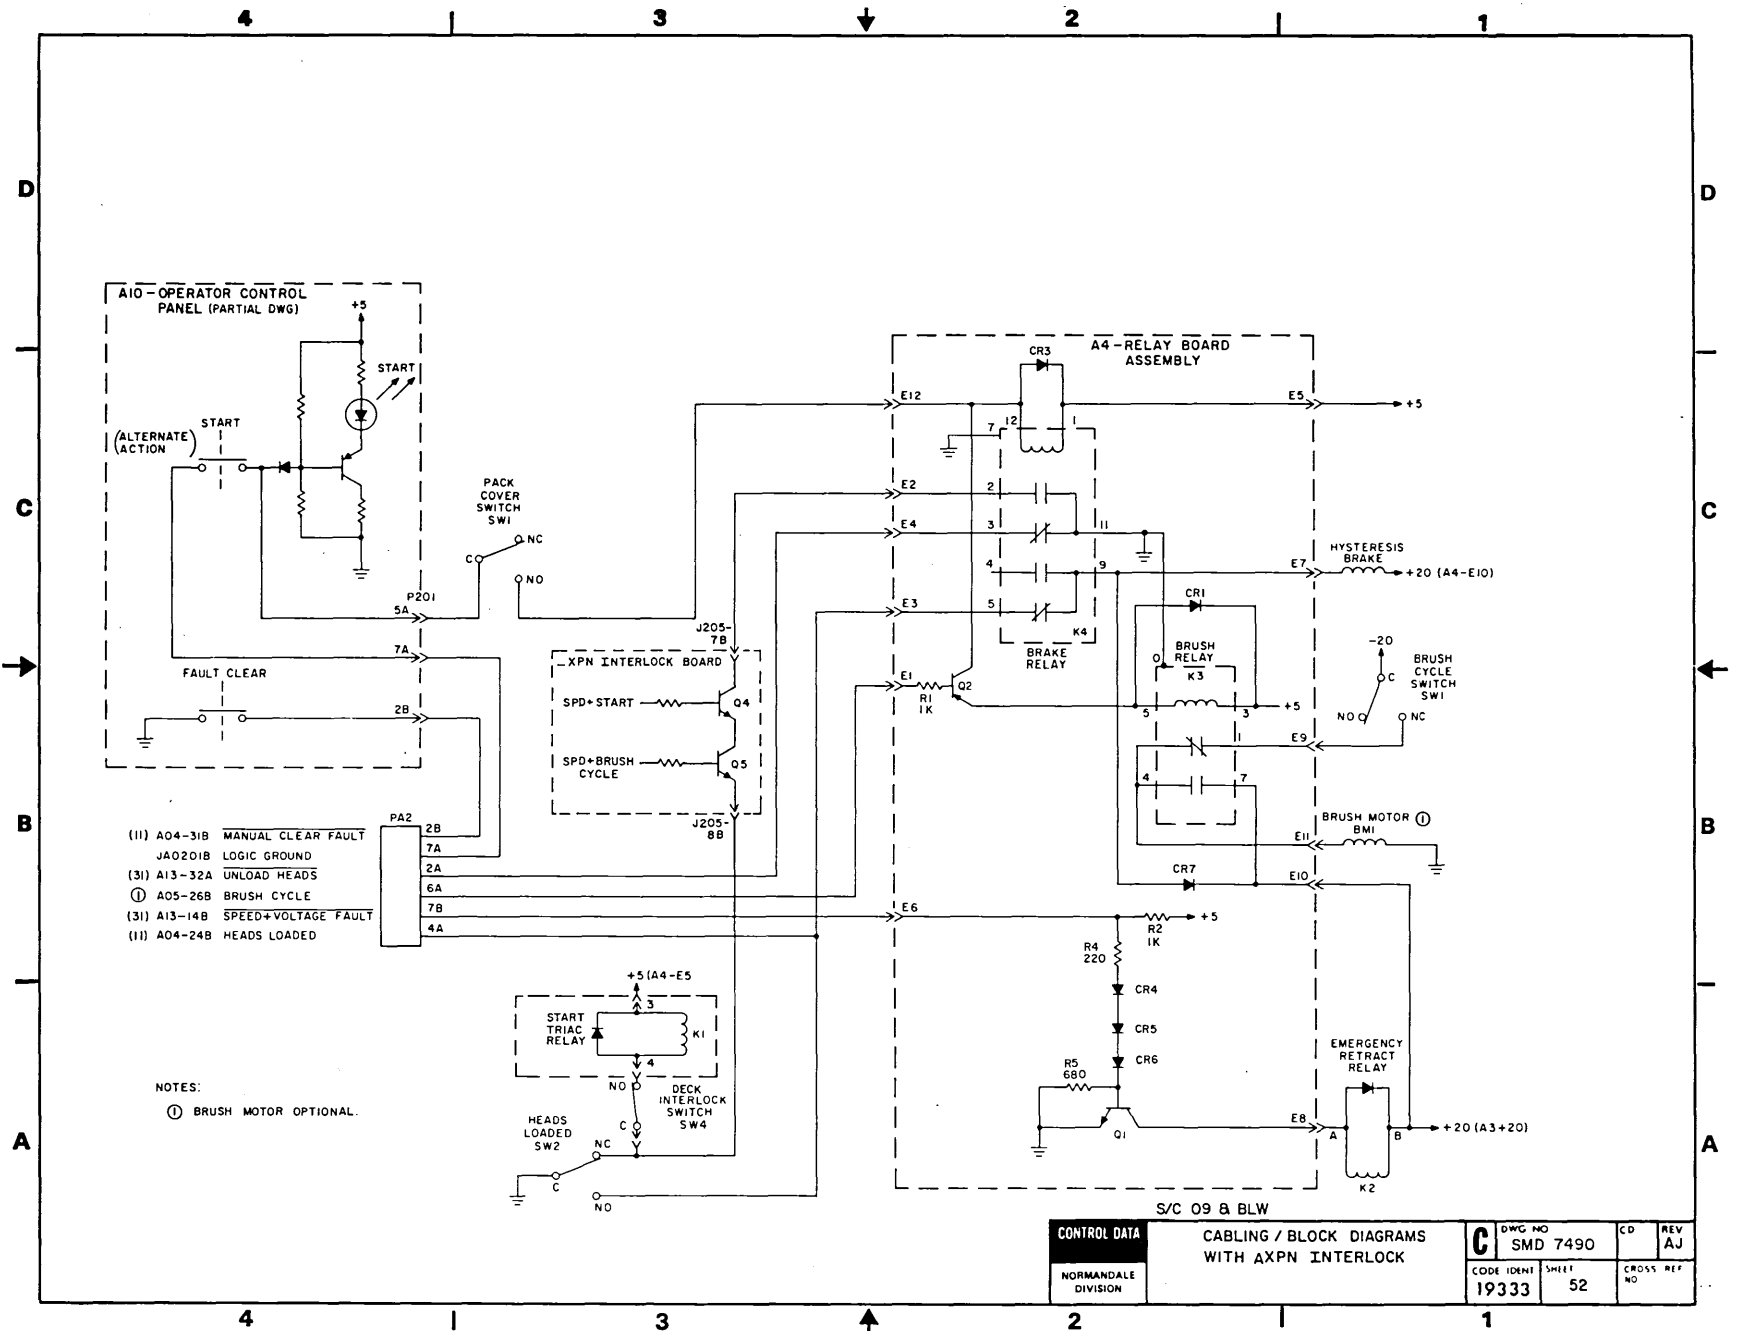 4 3 2 1
D
D
A10-OPERATOR CONTROL
PANEL (PARTIAL DWG)
+5
START
START
(ALTERNATE
ACTION)
C
C
PACK
COVER
SWITCH
SW1
NC
C
NO
P201
5A
7A
FAULT CLEAR
2B
A4-RELAY BOARD
ASSEMBLY
CR3
E12
E5
+5
7
12
1
E2
2
E4
3
11
4
9
E7
HYSTERESIS
BRAKE
+20 (A4-E10)
E3
5
K4
BRAKE
RELAY
CR1
J205-
7B
XPN INTERLOCK BOARD
SPD+START
Q4
SPD+BRUSH
CYCLE
Q5
J205-
8B
E1
R1
1K
Q2
0
BRUSH
RELAY
K3
5
3
+5
-20
C
BRUSH
CYCLE
SWITCH
SW1
NO
NC
1
E9
4
7
BRUSH MOTOR ①
BM1
E11
CR7
E10
B
B
PA2
(11) A04-31B MANUAL CLEAR FAULT
2B
JA0201B LOGIC GROUND
7A
(31) A13-32A UNLOAD HEADS
2A
① A05-26B BRUSH CYCLE
6A
(31) A13-14B SPEED+VOLTAGE FAULT
7B
(11) A04-24B HEADS LOADED
4A
E6
R2
1K
+5
R4
220
CR4
CR5
CR6
R5
680
Q1
E8
EMERGENCY
RETRACT
RELAY
A
B
+20 (A3+20)
K2
+5(A4-E5
3
START
TRIAC
RELAY
K1
4
NO
DECK
INTERLOCK
SWITCH
SW4
C
HEADS
LOADED
SW2
NC
C
NO
NOTES:
① BRUSH MOTOR OPTIONAL.
A
A
S/C 09 & BLW
CONTROL DATA
NORMANDALE
DIVISION
CABLING / BLOCK DIAGRAMS
WITH AXPN INTERLOCK
C
DWG NO
SMD 7490
CD
REV
AJ
CODE IDENT
19333
SHEET
52
CROSS REF
NO
4 3 2 1